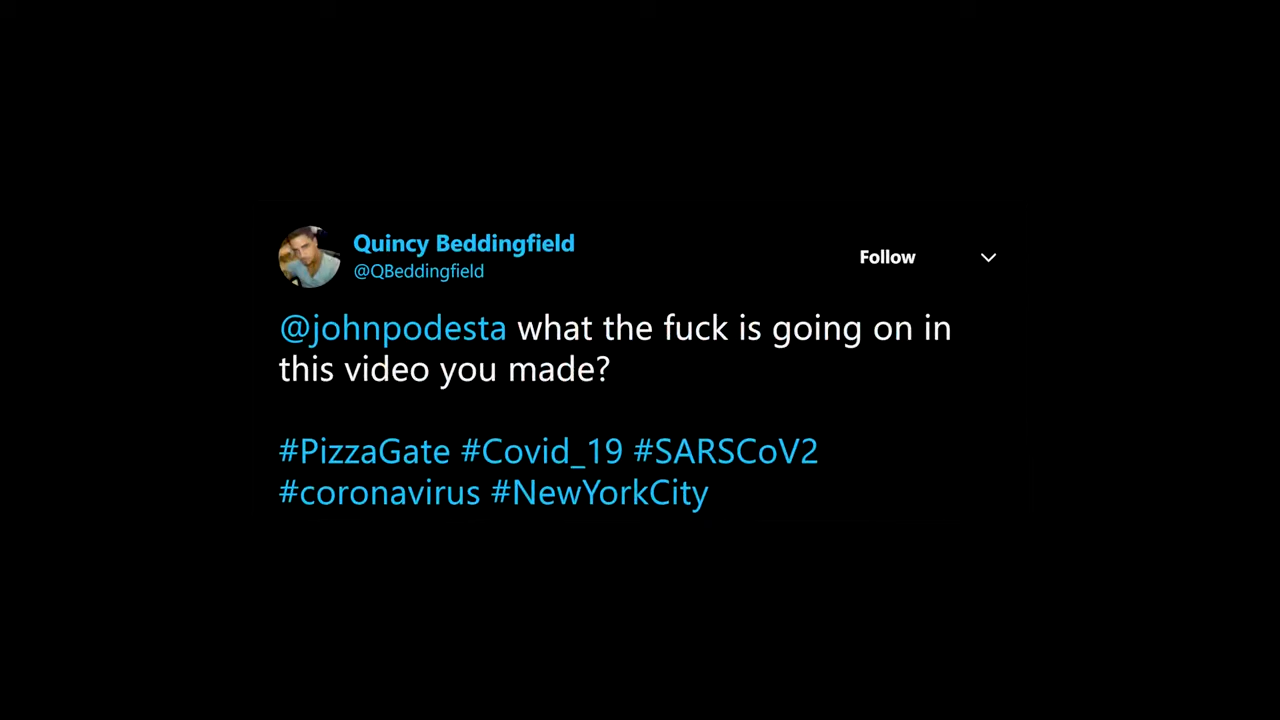 Quincy Beddingfield
@QBeddingfield
Follow
@johnpodesta what the fuck is going on in
this video you made?
#PizzaGate #Covid_19 #SARSCoV2
#coronavirus #NewYorkCity